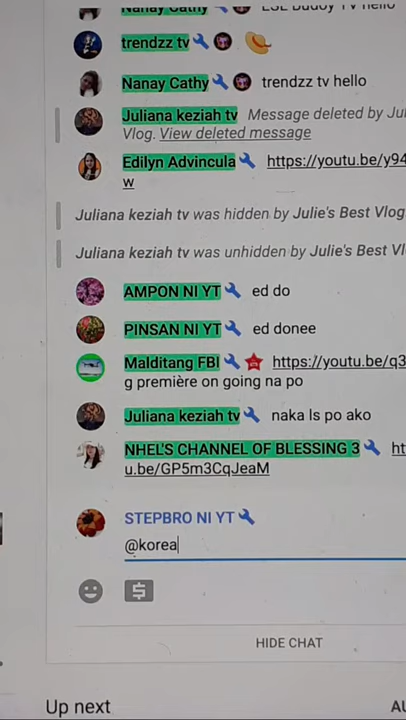 Nanay Cathy
trendzz tv
Nanay Cathy trendzz tv hello
Juliana keziah tv Message deleted by
Vlog. View deleted message
Edilyn Advincula https://youtu.be/y94
w
Juliana keziah tv was hidden by Julie's Best Vlog
Juliana keziah tv was unhidden by Julie's Best Vl
AMPON NI YT ed do
PINSAN NI YT ed donee
Malditang FBI https://youtu.be/q3
g première on going na po
Juliana keziah tv naka ls po ako
NHEL'S CHANNEL OF BLESSING 3 ht
u.be/GP5m3CqJeaM
STEPBRO NI YT
@korea
HIDE CHAT
Up next